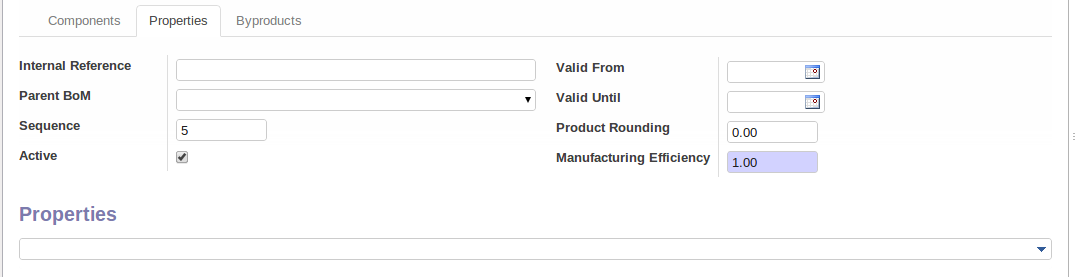 Components Properties Byproducts
Internal Reference
Parent BoM
Sequence 5
Active
Valid From
Valid Until
Product Rounding 0.00
Manufacturing Efficiency 1.00
Properties